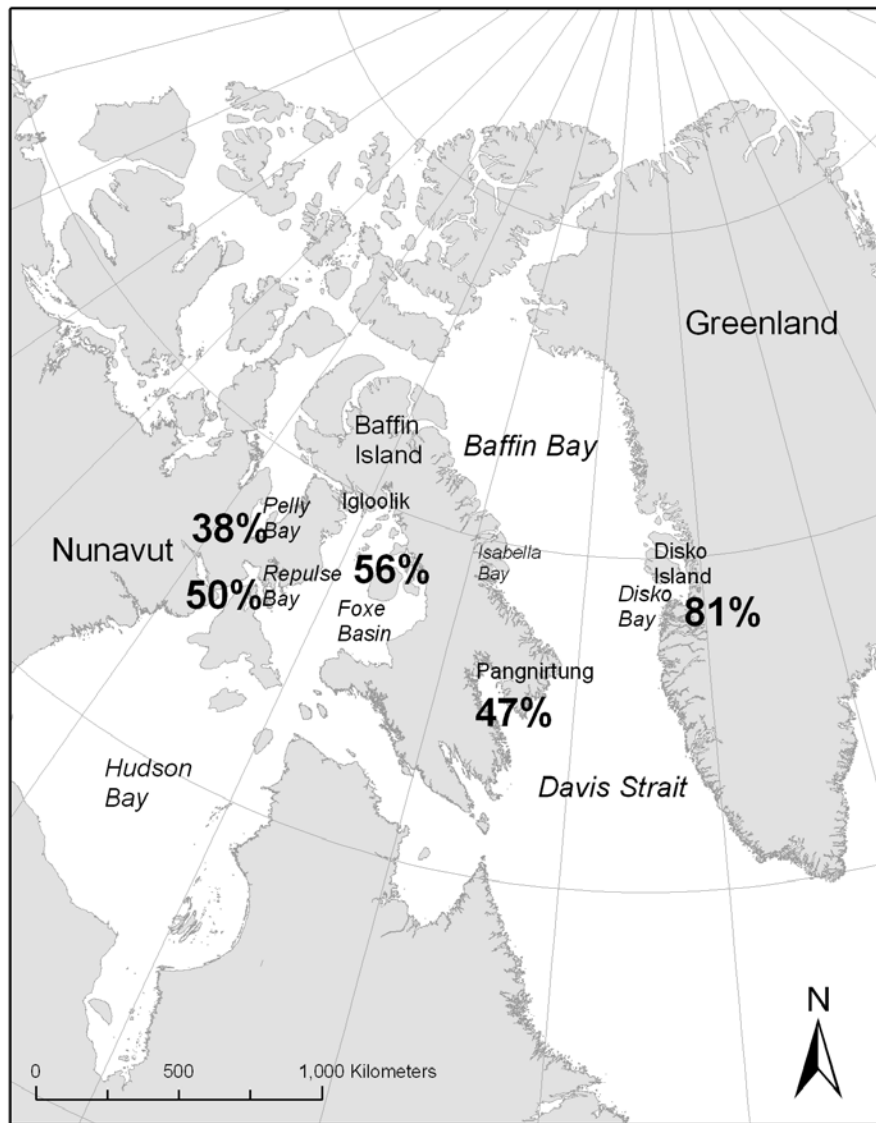 Greenland
Baffin
Island
Baffin Bay
Igloolik
Pelly
Bay
38%
Nunavut
Repulse
Bay
50%
56%
Foxe
Basin
Isabella
Bay
Disko
Island
Disko
Bay
81%
Pangnirtung
47%
Hudson
Bay
Davis Strait
N
0 500 1,000 Kilometers